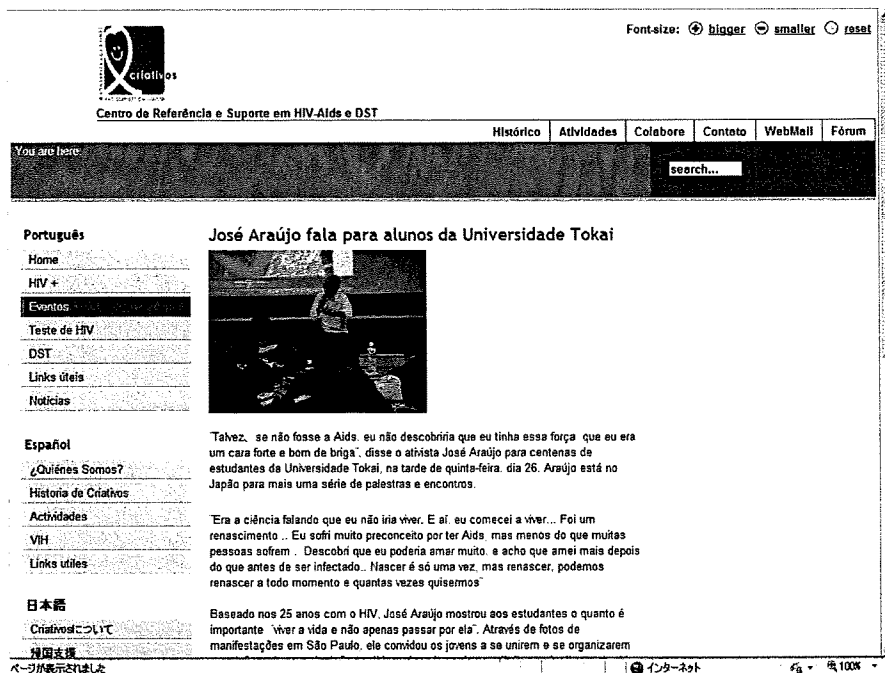 Font-size: bigger smaller reset
criativos
Centro de Referência e Suporte em HIV-Aids e DST
Histórico Atividades Colabore Contato WebMail Fórum
You are here:
search...
Português
Home
HIV +
Eventos
Teste de HIV
DST
Links úteis
Notícias
Español
¿Quiénes Somos?
Historia de Criativos
Actividades
VIH
Links utiles
日本語
Criativosについて
帰国支援
José Araújo fala para alunos da Universidade Tokai
"Talvez, se não fosse a Aids, eu não descobriria que eu tinha essa força que eu era
um cara forte e bom de briga", disse o ativista José Araújo para centenas de
estudantes da Universidade Tokai, na tarde de quinta-feira, dia 26. Araújo está no
Japão para mais uma série de palestras e encontros.
"Era a ciência falando que eu não iria viver. E aí, eu comecei a viver... Foi um
renascimento .. Eu sofri muito preconceito por ter Aids, mas menos do que muitas
pessoas sofrem . Descobri que eu poderia amar muito, e acho que amei mais depois
do que antes de ser infectado.. Nascer é só uma vez, mas renascer, podemos
renascer a todo momento e quantas vezes quisermos"
Baseado nos 25 anos com o HIV, José Araújo mostrou aos estudantes o quanto é
importante "viver a vida e não apenas passar por ela". Através de fotos de
manifestações em São Paulo, ele convidou os jovens a se unirem e se organizarem
ページが表示されました インターネット 100%